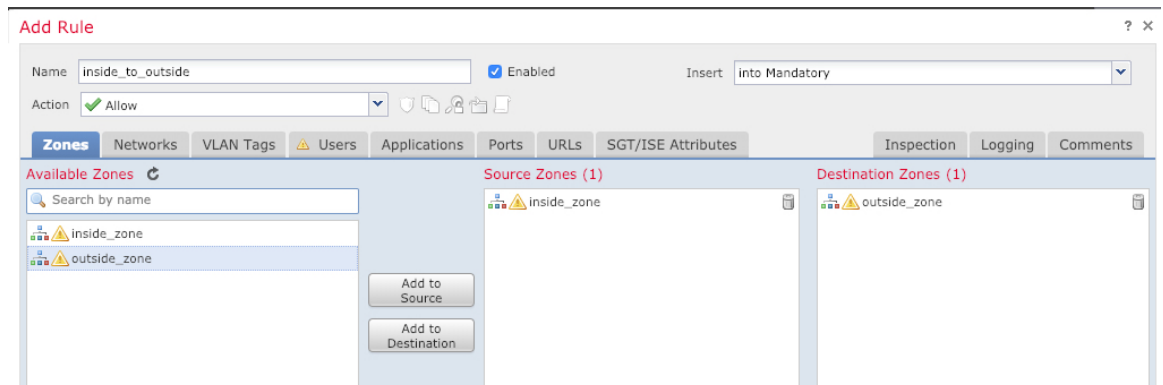 Add Rule ? ×
Name inside_to_outside Enabled Insert into Mandatory
Action Allow
Zones Networks VLAN Tags Users Applications Ports URLs SGT/ISE Attributes Inspection Logging Comments
Available Zones Source Zones (1) Destination Zones (1)
Search by name inside_zone outside_zone
inside_zone
outside_zone
Add to
Source
Add to
Destination